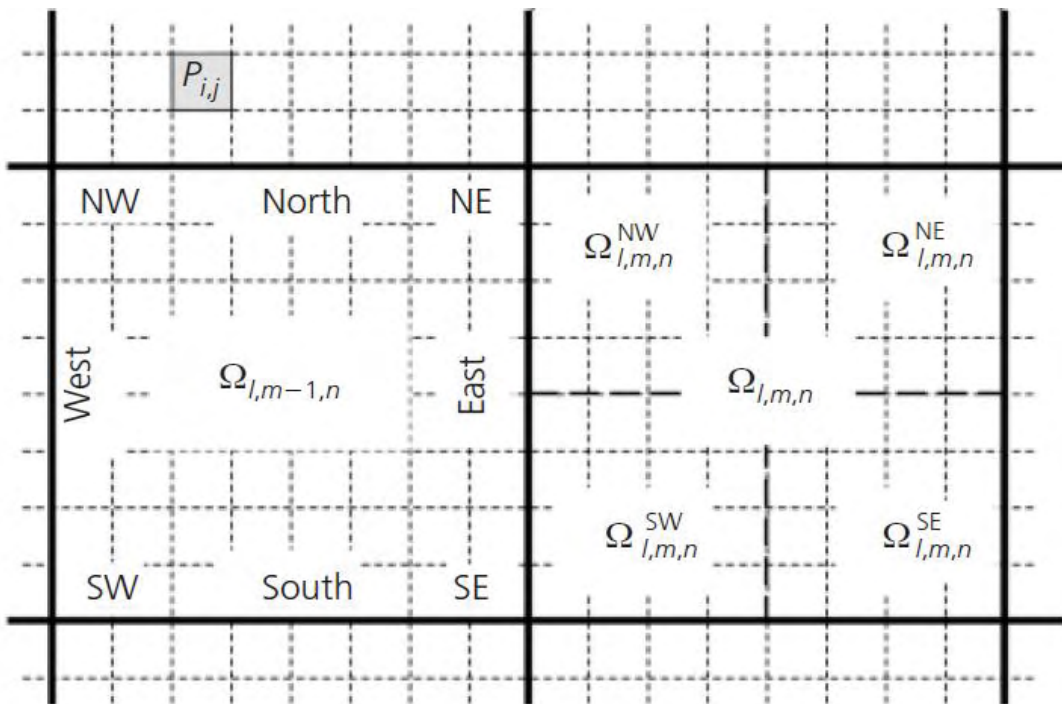 P_{i,j}
NW North NE
Ω^{NW}_{l,m,n} Ω^{NE}_{l,m,n}
West Ω_{l,m−1,n} East Ω_{l,m,n}
Ω^{SW}_{l,m,n} Ω^{SE}_{l,m,n}
SW South SE